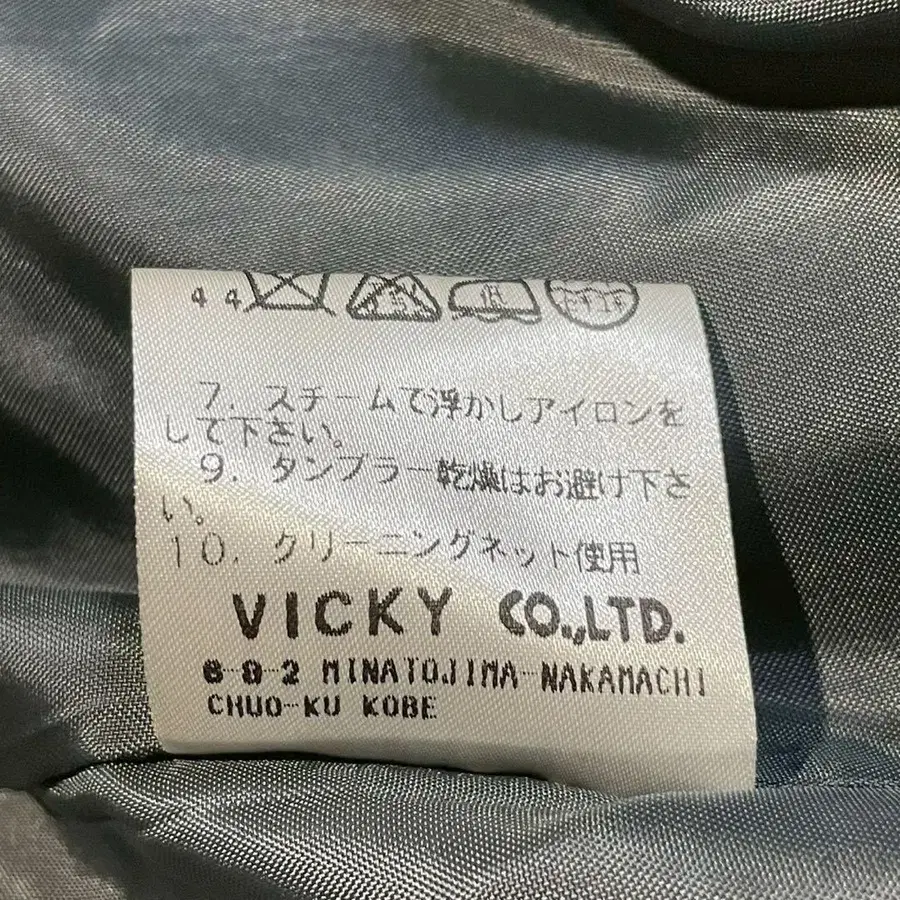 44
7. スチームで浮かしアイロンを
して下さい。
9. タンブラー乾燥はお避け下さ
い。
10. クリーニングネット使用
VICKY CO.,LTD.
6-8-2 MINATOJIMA-NAKAMACHI
CHUO-KU KOBE